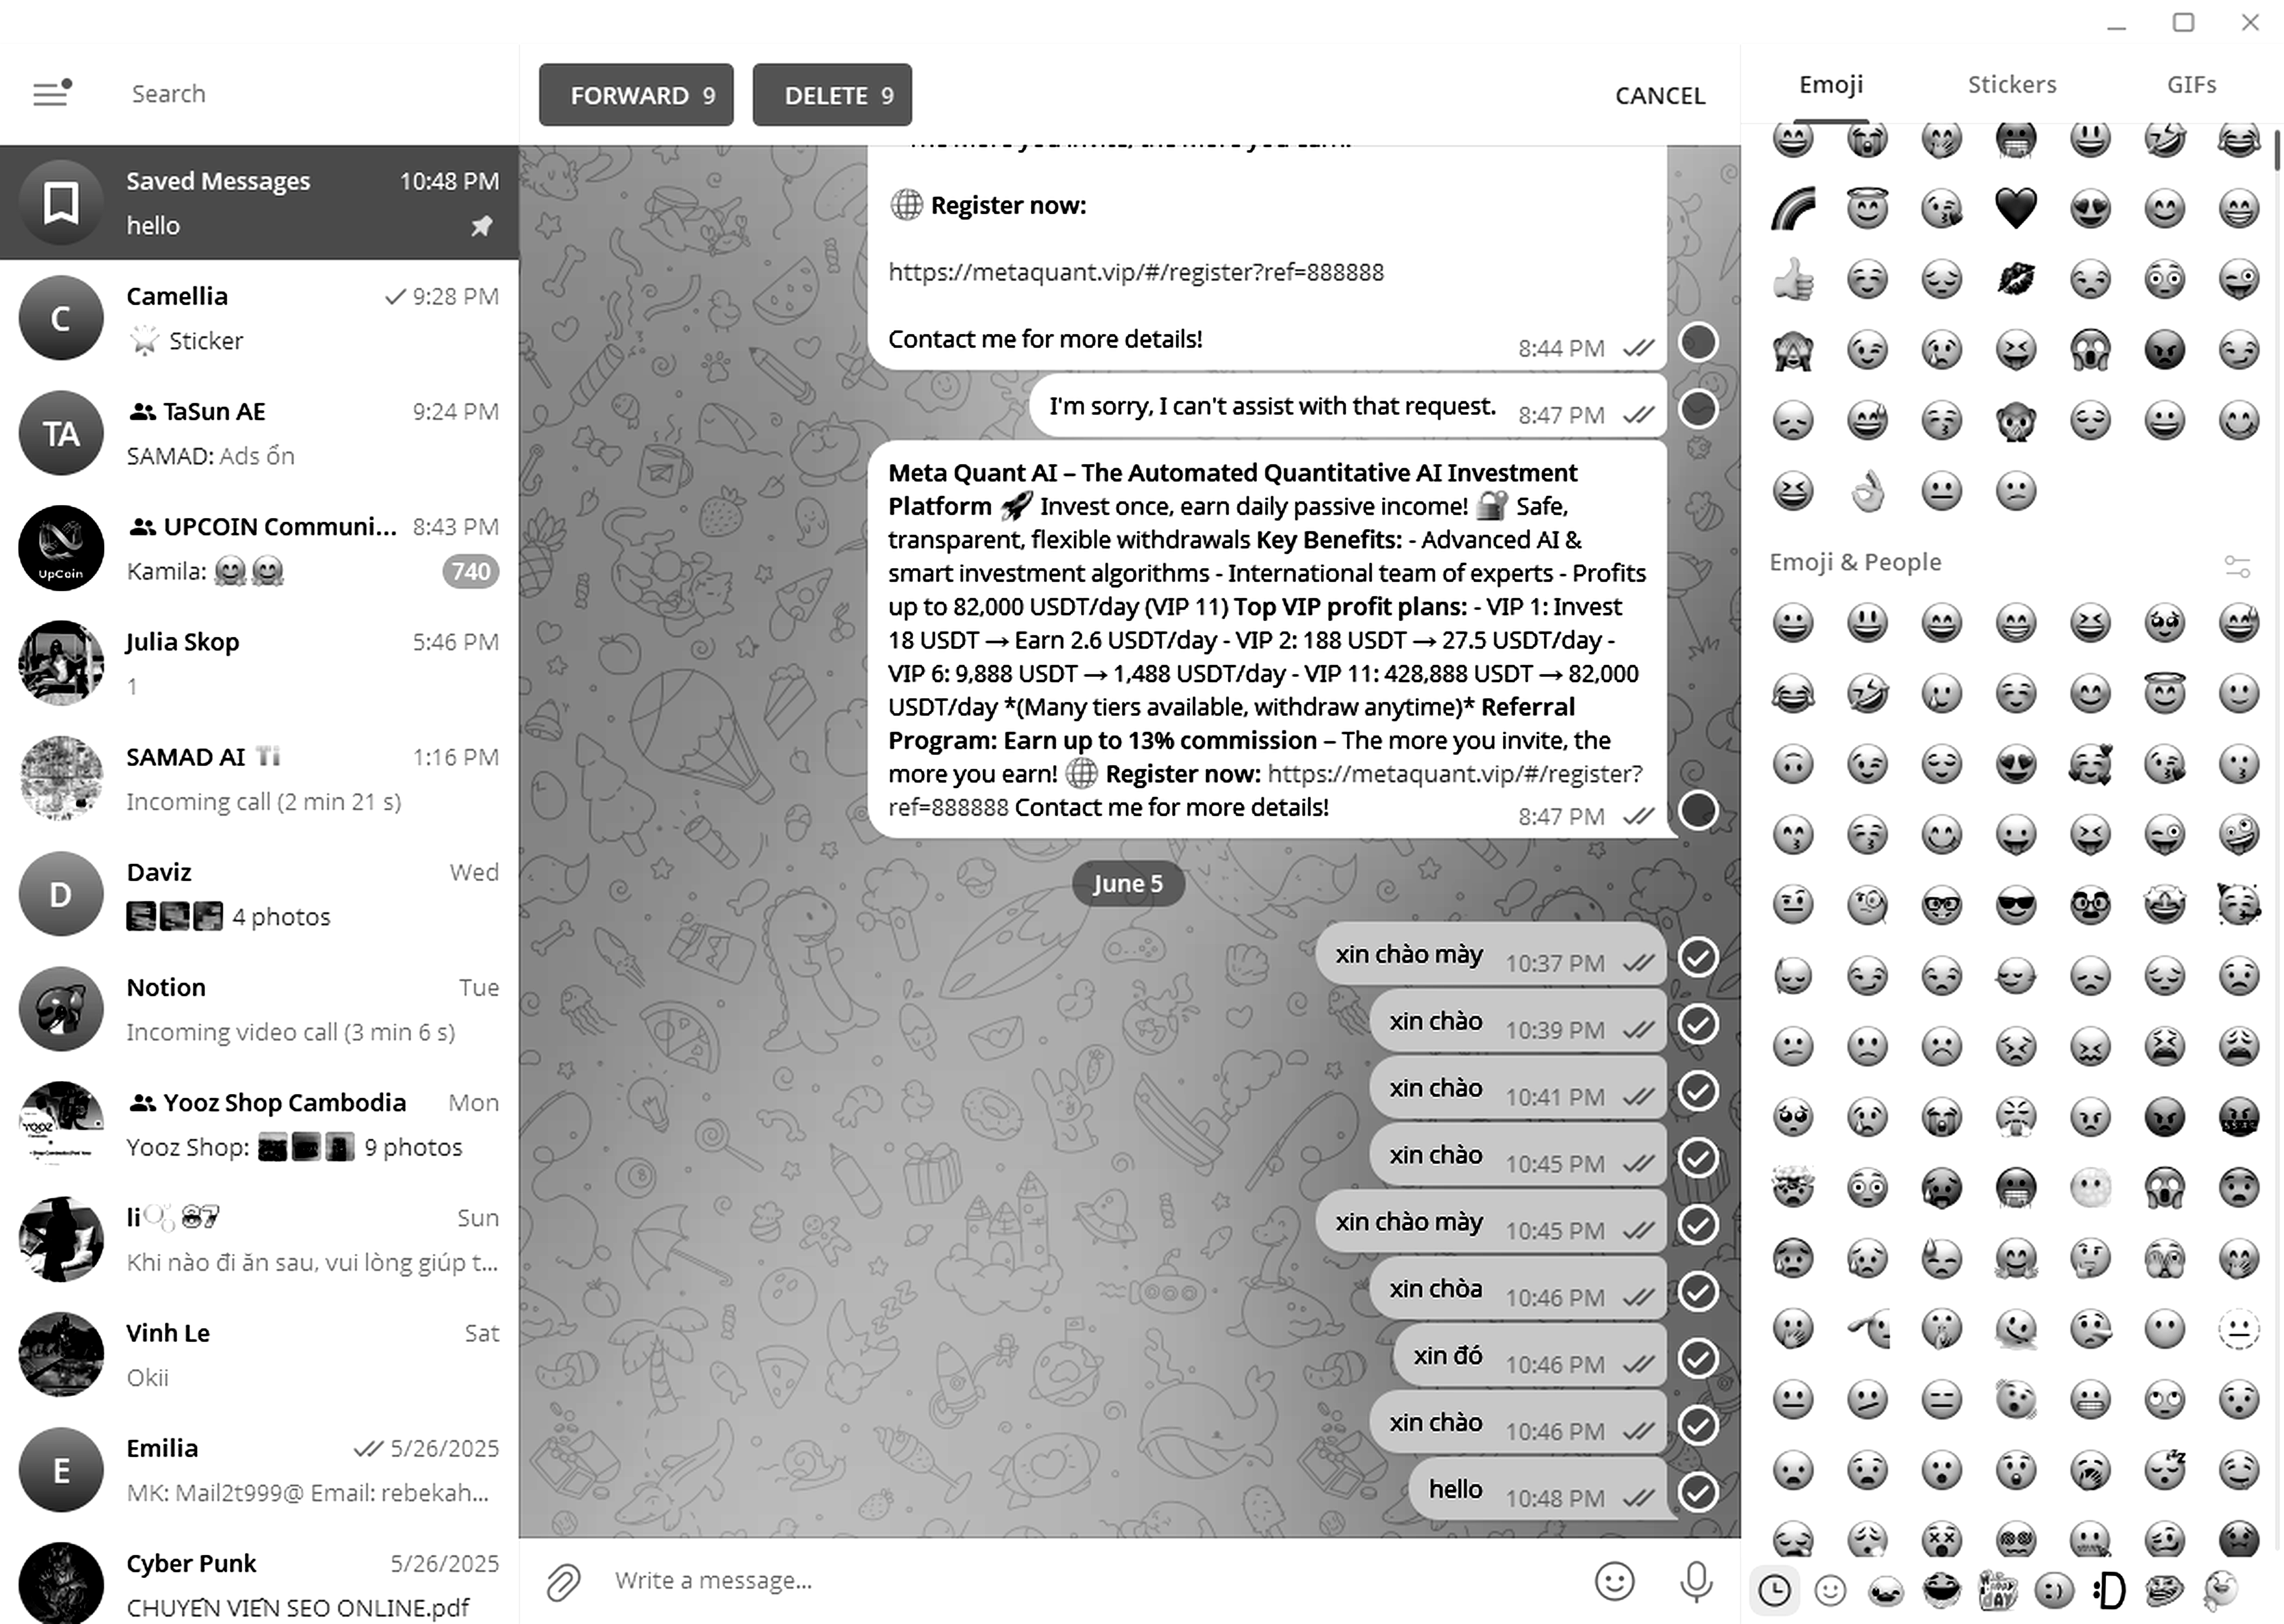 Search
FORWARD 9
DELETE 9
CANCEL
Emoji
Stickers
GIFs
Saved Messages
10:48 PM
hello
C
Camellia
9:28 PM
Sticker
TA
TaSun AE
9:24 PM
SAMAD: Ads ổn
UpCoin
UPCOIN Communi...
8:43 PM
Kamila:
740
Julia Skop
5:46 PM
1
SAMAD AI
1:16 PM
Incoming call (2 min 21 s)
D
Daviz
Wed
4 photos
Notion
Tue
Incoming video call (3 min 6 s)
Yooz Shop Cambodia
Mon
Yooz Shop: 9 photos
li 87
Sun
Khi nào đi ăn sau, vui lòng giúp t...
Vinh Le
Sat
Okii
E
Emilia
5/26/2025
MK: Mail2t999@ Email: rebekah...
Cyber Punk
5/26/2025
CHUYÊN VIÊN SEO ONLINE.pdf
Register now:
https://metaquant.vip/#/register?ref=888888
Contact me for more details!
8:44 PM
I'm sorry, I can't assist with that request.
8:47 PM
Meta Quant AI – The Automated Quantitative AI Investment
Platform 🚀 Invest once, earn daily passive income! 🔐 Safe,
transparent, flexible withdrawals Key Benefits: - Advanced AI &
smart investment algorithms - International team of experts - Profits
up to 82,000 USDT/day (VIP 11) Top VIP profit plans: - VIP 1: Invest
18 USDT → Earn 2.6 USDT/day - VIP 2: 188 USDT → 27.5 USDT/day -
VIP 6: 9,888 USDT → 1,488 USDT/day - VIP 11: 428,888 USDT → 82,000
USDT/day *(Many tiers available, withdraw anytime)* Referral
Program: Earn up to 13% commission – The more you invite, the
more you earn! 🌐 Register now: https://metaquant.vip/#/register?
ref=888888 Contact me for more details!
8:47 PM
June 5
xin chào mày 10:37 PM
xin chào 10:39 PM
xin chào 10:41 PM
xin chào 10:45 PM
xin chào mày 10:45 PM
xin chòa 10:46 PM
xin đó 10:46 PM
xin chào 10:46 PM
hello 10:48 PM
Write a message...
Emoji & People